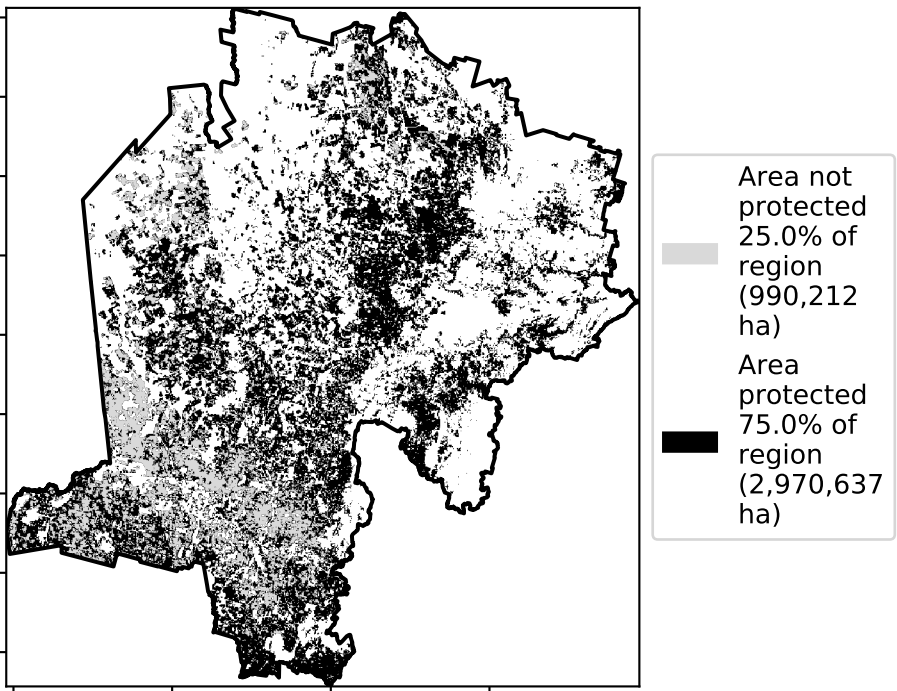 Area not
protected
25.0% of
region
(990,212
ha)
Area
protected
75.0% of
region
(2,970,637
ha)